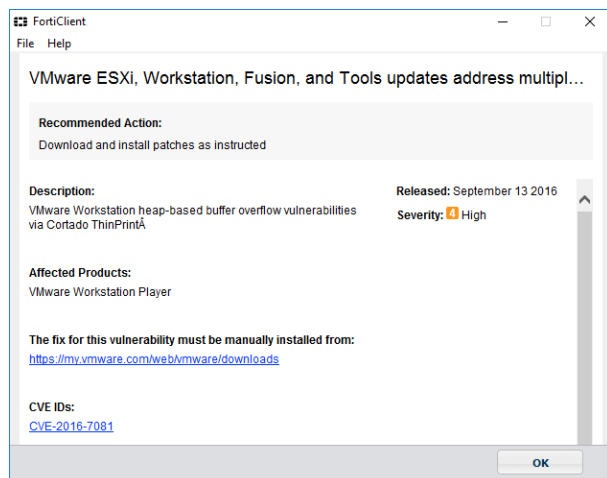 FortiClient
File Help
VMware ESXi, Workstation, Fusion, and Tools updates address multipl...
Recommended Action:
Download and install patches as instructed
Description:
VMware Workstation heap-based buffer overflow vulnerabilities
via Cortado ThinPrintÂ
Released: September 13 2016
Severity: 4 High
Affected Products:
VMware Workstation Player
The fix for this vulnerability must be manually installed from:
https://my.vmware.com/web/vmware/downloads
CVE IDs:
CVE-2016-7081
OK